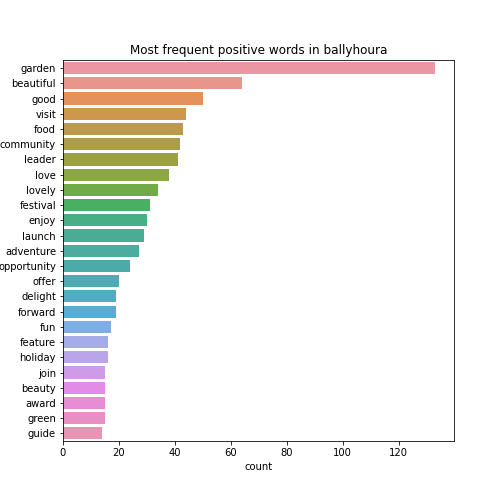 Most frequent positive words in ballyhoura
garden
beautiful
good
visit
food
community
leader
love
lovely
festival
enjoy
launch
adventure
opportunity
offer
delight
forward
fun
feature
holiday
join
beauty
award
green
guide
0 20 40 60 80 100 120
count